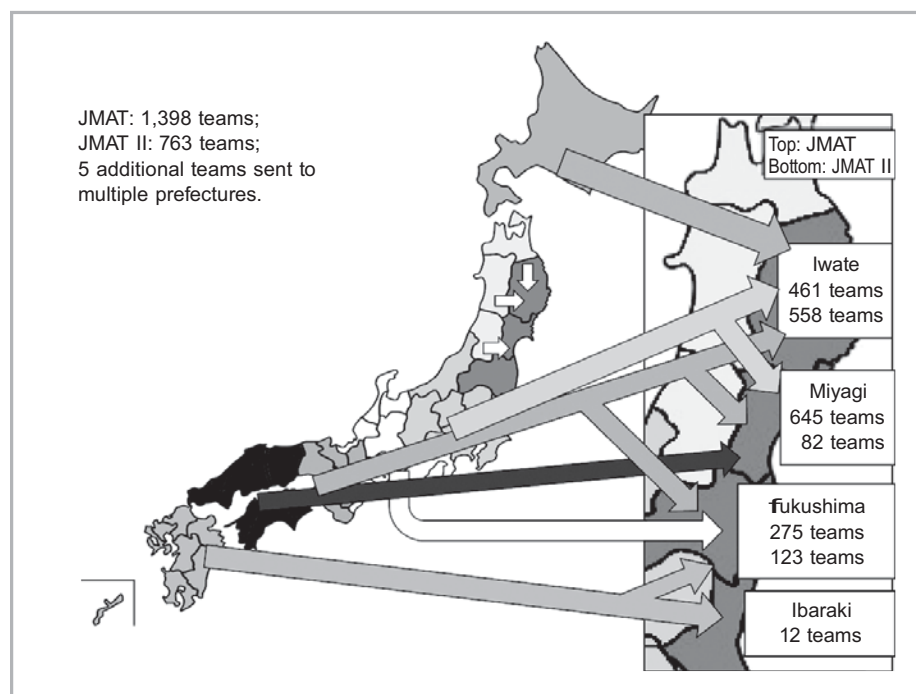 JMAT: 1,398 teams;
JMAT II: 763 teams;
5 additional teams sent to
multiple prefectures.
Top: JMAT
Bottom: JMAT II
Iwate
461 teams
558 teams
Miyagi
645 teams
82 teams
fukushima
275 teams
123 teams
Ibaraki
12 teams